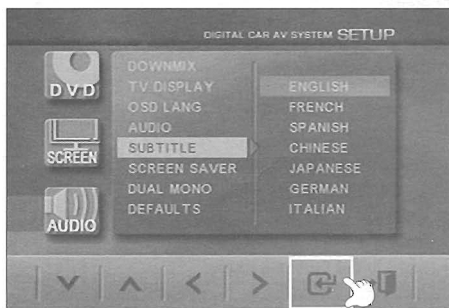 DIGITAL CAR AV SYSTEM SETUP
DVD
SCREEN
AUDIO
DOWNMIX
TV DISPLAY
OSD LANG
AUDIO
SUBTITLE
SCREEN SAVER
DUAL MONO
DEFAULTS
ENGLISH
FRENCH
SPANISH
CHINESE
JAPANESE
GERMAN
ITALIAN